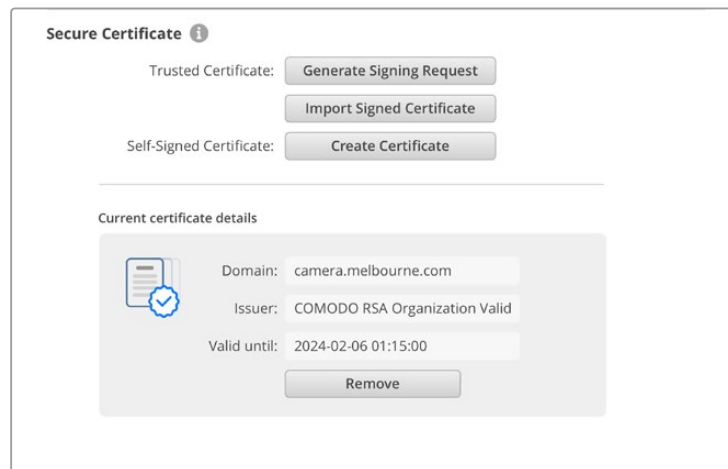 Secure Certificate
Trusted Certificate: Generate Signing Request
Import Signed Certificate
Self-Signed Certificate: Create Certificate
Current certificate details
Domain: camera.melbourne.com
Issuer: COMODO RSA Organization Valid
Valid until: 2024-02-06 01:15:00
Remove